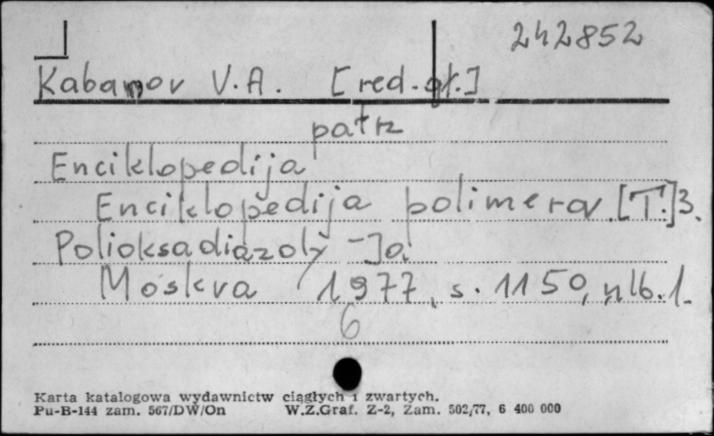 242852
Kabanov V.A. [red.gł.]
patrz
Enciklopedija
Enciklopedija polimerov. [T.]3.
Polioksadiazoly - Ja
Moskva 1977, s. 1150, nlb. 1.
6
Karta katalogowa wydawnictw ciągłych i zwartych.
Pu-B-144 zam. 567/DW/On W.Z.Graf. Z-2, Zam. 502/77, 6 400 000